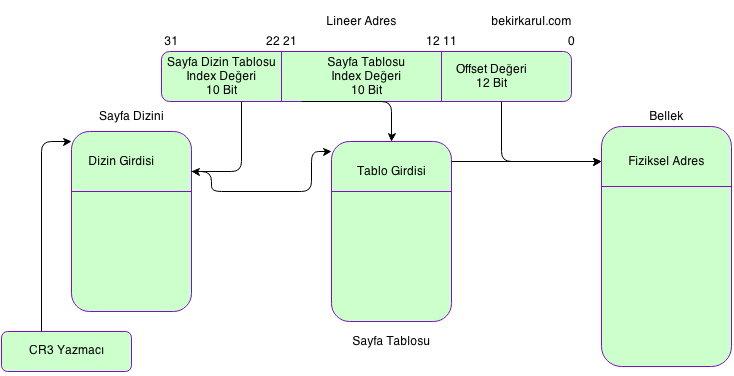 Lineer Adres
bekirkarul.com
31
22
21
12
11
0
Sayfa Dizin Tablosu
Index Değeri
10 Bit
Sayfa Tablosu
Index Değeri
10 Bit
Offset Değeri
12 Bit
Sayfa Dizini
Bellek
Dizin Girdisi
Tablo Girdisi
Fiziksel Adres
Sayfa Tablosu
CR3 Yazmacı